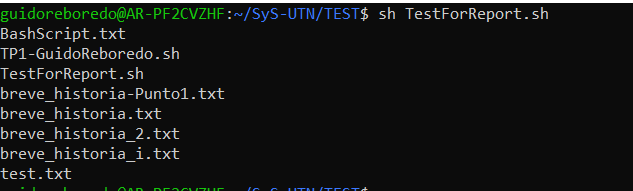 guidoreboredo@AR-PF2CVZHF:~/SyS-UTN/TEST$ sh TestForReport.sh
BashScript.txt
TP1-GuidoReboredo.sh
TestForReport.sh
breve_historia-Punto1.txt
breve_historia.txt
breve_historia_2.txt
breve_historia_i.txt
test.txt
guidoreboredo@AR-PF2CVZHF:~/SyS-UTN/TEST$